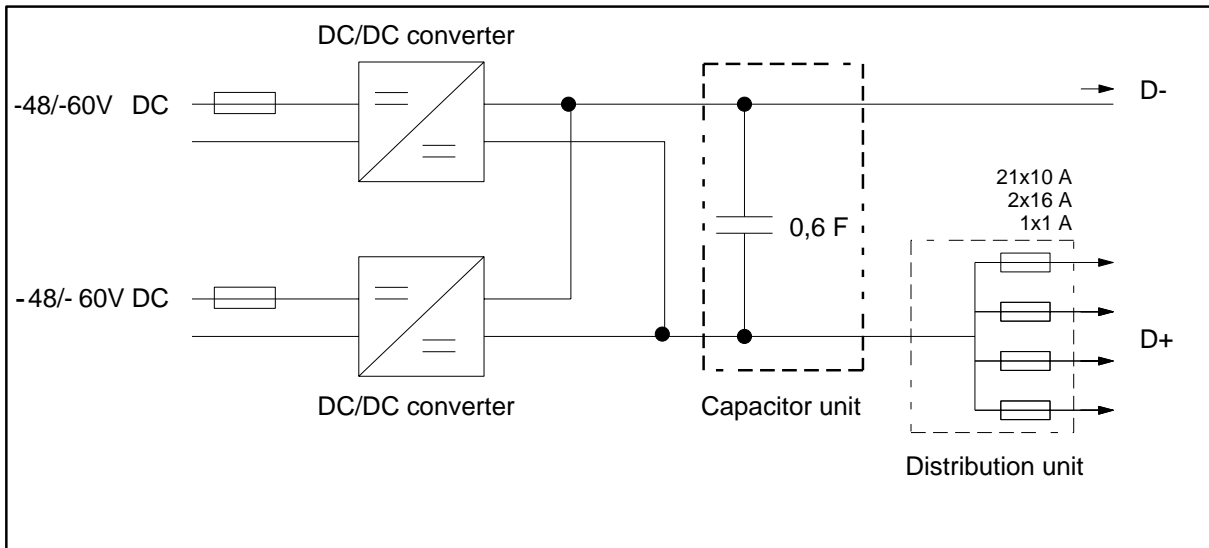 DC/DC converter
-48/-60V DC
D-
21x10 A
2x16 A
1x1 A
0,6 F
-48/- 60V DC
D+
DC/DC converter
Capacitor unit
Distribution unit